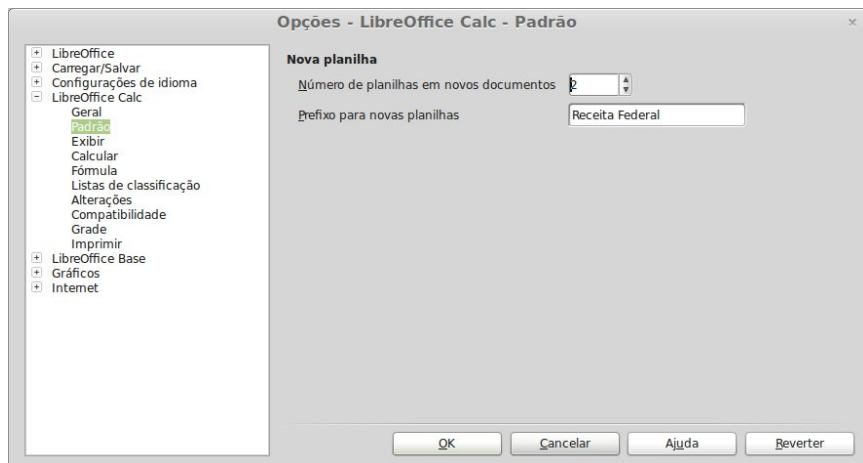 Opções - LibreOffice Calc - Padrão
LibreOffice
Carregar/Salvar
Configurações de idioma
LibreOffice Calc
Geral
Padrão
Exibir
Calcular
Fórmula
Listas de classificação
Alterações
Compatibilidade
Grade
Imprimir
LibreOffice Base
Gráficos
Internet
Nova planilha
Número de planilhas em novos documentos 2
Prefixo para novas planilhas Receita Federal
OK Cancelar Ajuda Reverter